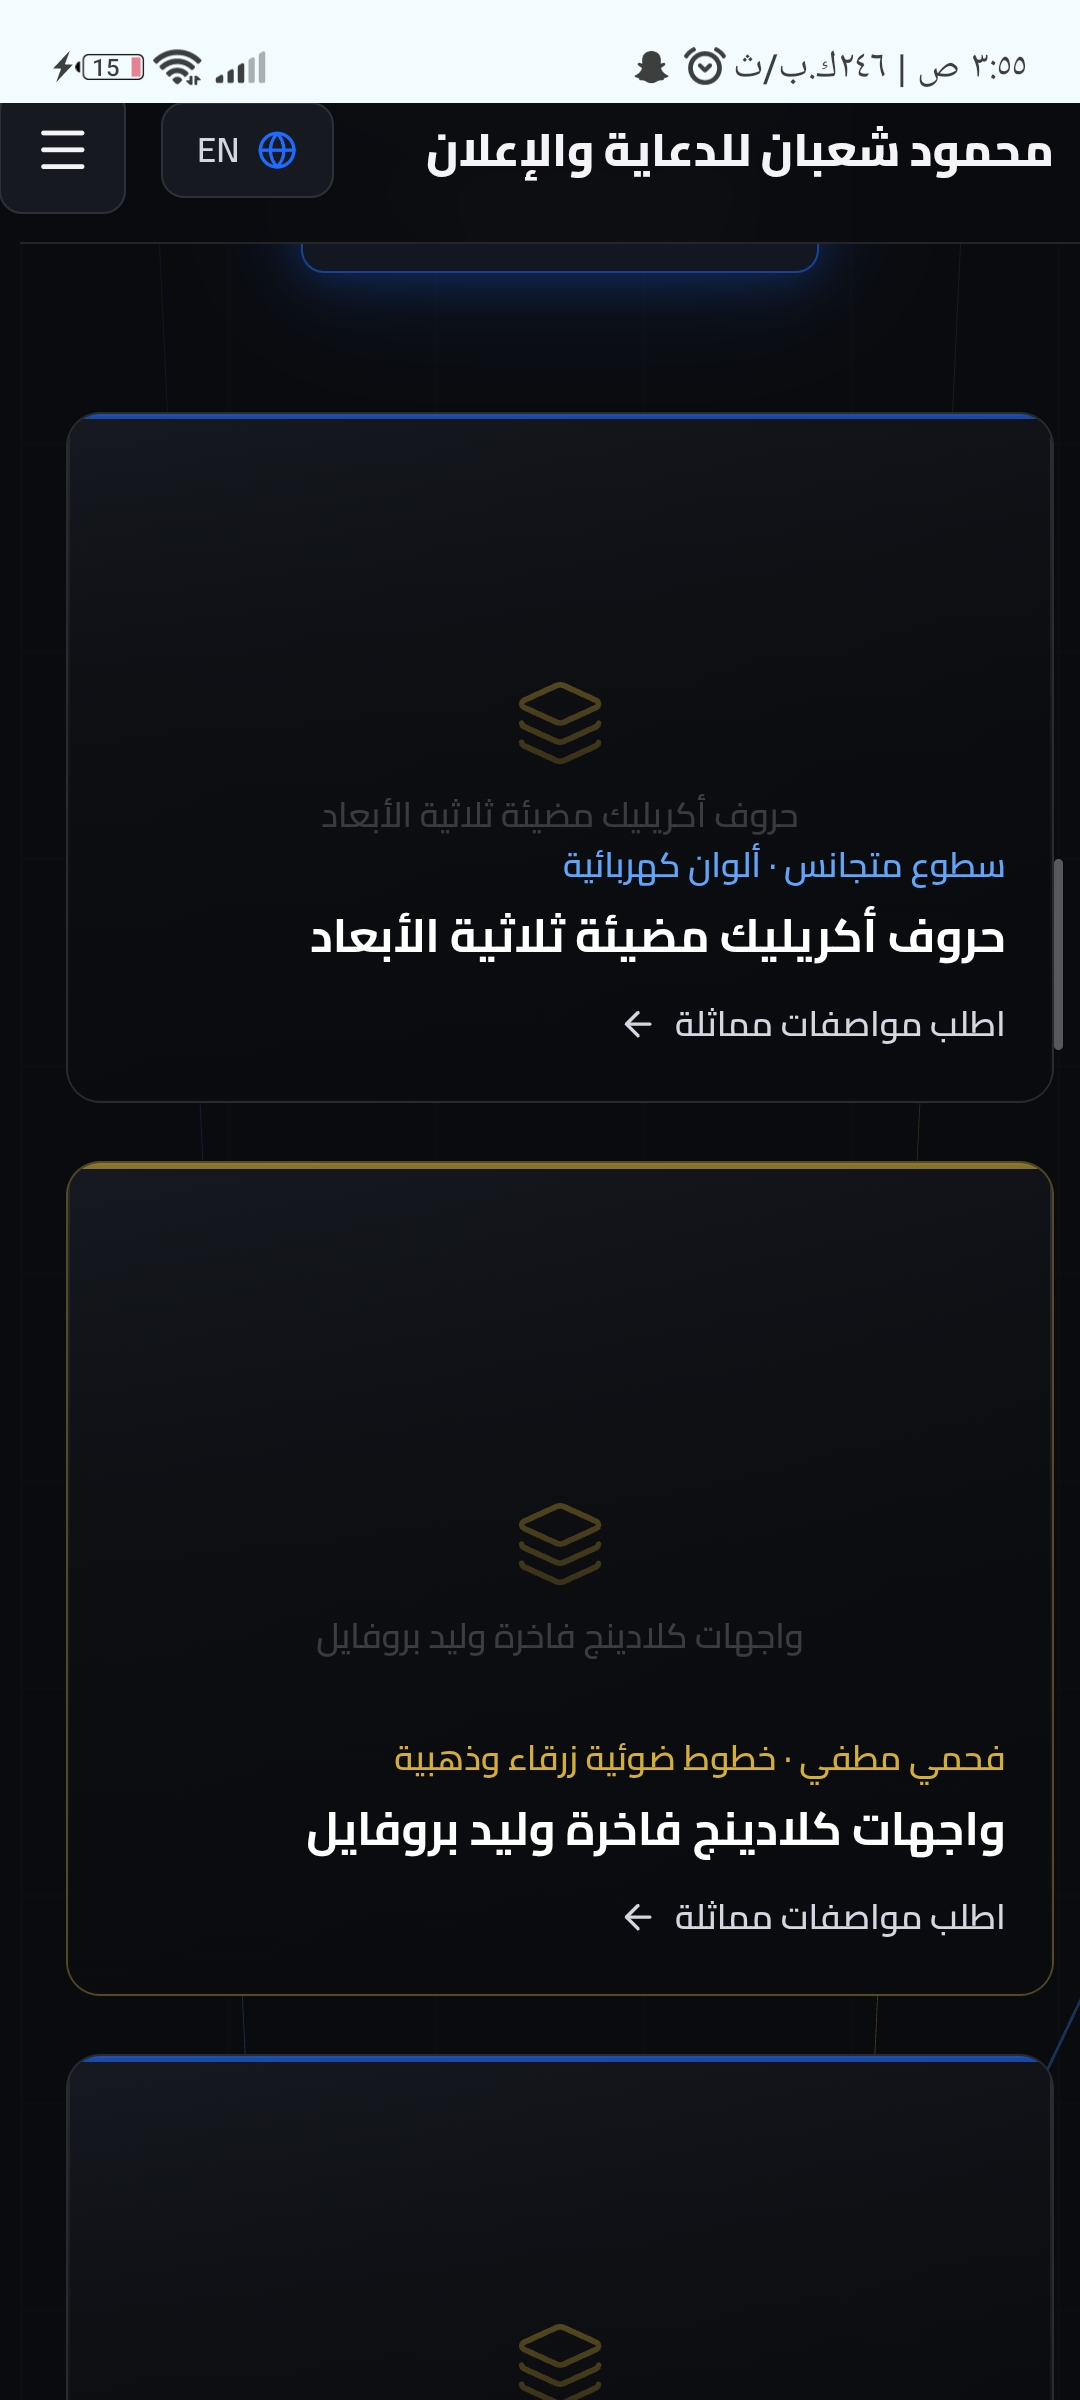 ٣:٥٥ ص | ٢٤٦ك.ب/ث
15
محمود شعبان للدعاية والإعلان
EN
حروف أكريليك مضيئة ثلاثية الأبعاد
سطوع متجانس · ألوان كهربائية
حروف أكريليك مضيئة ثلاثية الأبعاد
اطلب مواصفات مماثلة ←
واجهات كلادينج فاخرة وليد بروفايل
فحمي مطفي · خطوط ضوئية زرقاء وذهبية
واجهات كلادينج فاخرة وليد بروفايل
اطلب مواصفات مماثلة ←